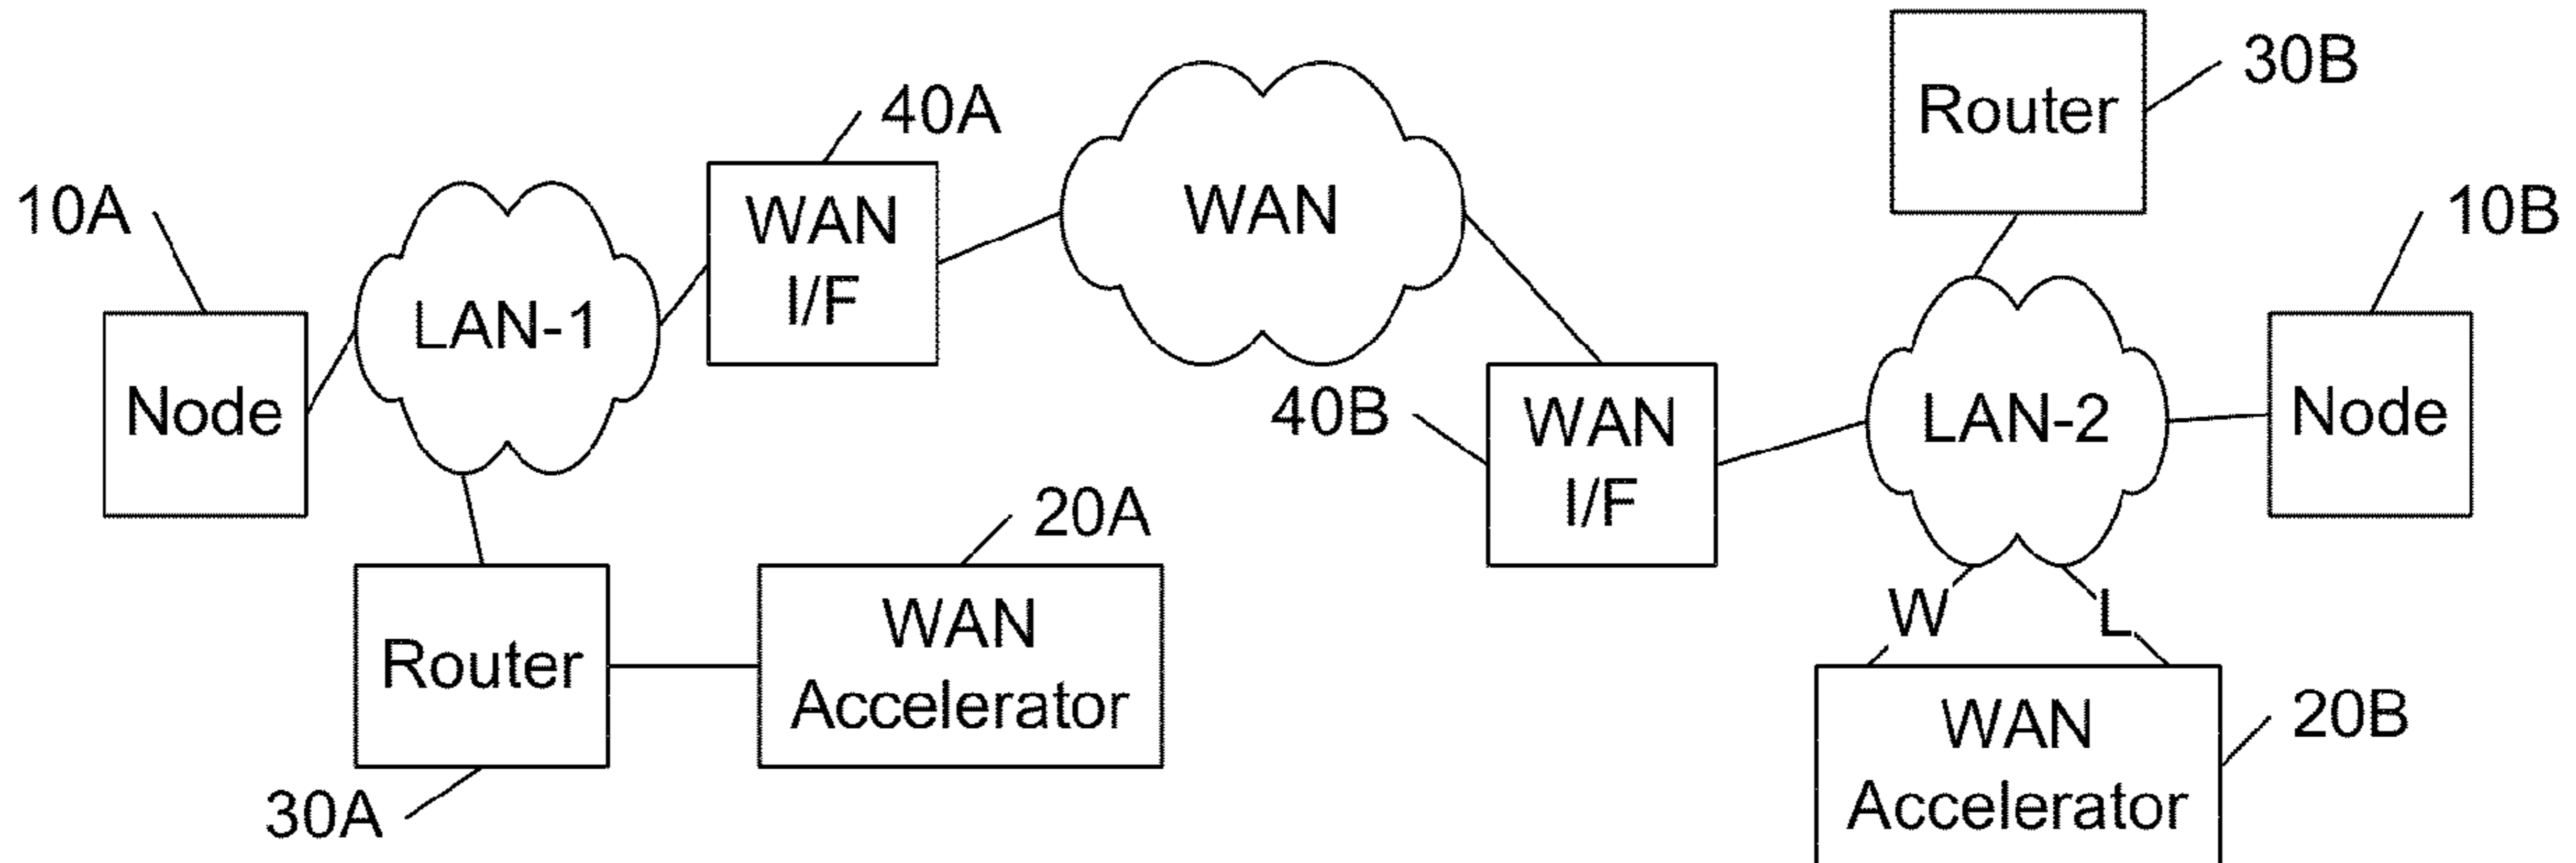 30B
Router
40A
10A
WAN
I/F
WAN
10B
LAN-1
Node
40B
WAN
I/F
LAN-2
Node
20A
W
L
Router
WAN
Accelerator
30A
WAN
Accelerator
20B